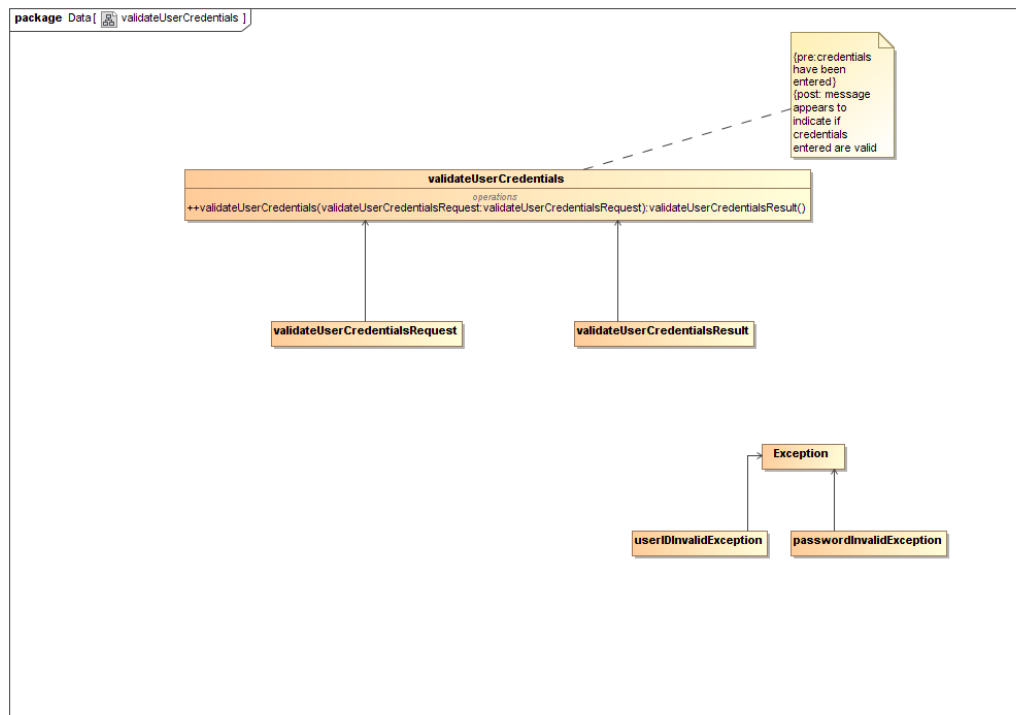 package Data [ validateUserCredentials ]
{pre:credentials
have been
entered}
{post: message
appears to
indicate if
credentials
entered are valid
validateUserCredentials
operations
++validateUserCredentials(validateUserCredentialsRequest:validateUserCredentialsRequest):validateUserCredentialsResult()
validateUserCredentialsRequest
validateUserCredentialsResult
Exception
userIDInvalidException
passwordInvalidException